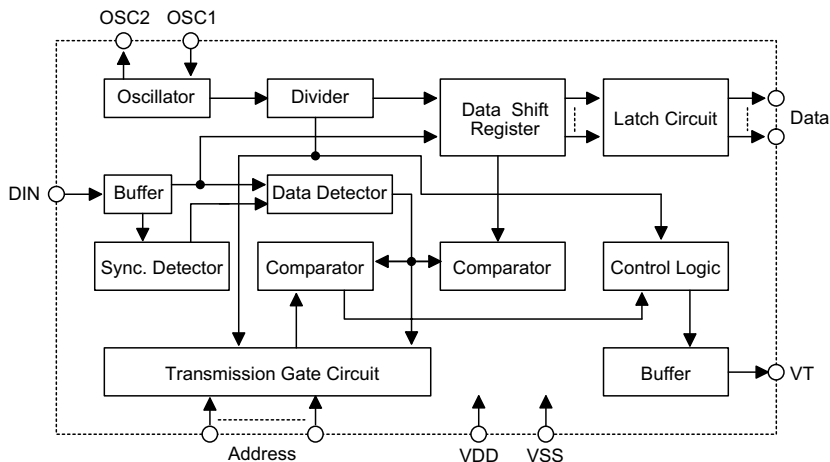 OSC2 OSC1
Oscillator
Divider
Data Shift
Register
Latch Circuit
Data
DIN
Buffer
Data Detector
Sync. Detector
Comparator
Comparator
Control Logic
Transmission Gate Circuit
Buffer
VT
Address
VDD
VSS